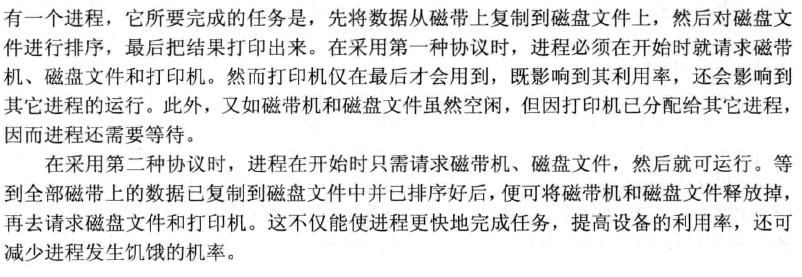 有一个进程，它所要完成的任务是，先将数据从磁带上复制到磁盘文件上，然后对磁盘文
件进行排序，最后把结果打印出来。在采用第一种协议时，进程必须在开始时就请求磁带
机、磁盘文件和打印机。然而打印机仅在最后才会用到，既影响到其利用率，还会影响到
其它进程的运行。此外，又如磁带机和磁盘文件虽然空闲，但因打印机已分配给其它进程，
因而进程还需要等待。
在采用第二种协议时，进程在开始时只需请求磁带机、磁盘文件，然后就可运行。等
到全部磁带上的数据已复制到磁盘文件中并已排序好后，便可将磁带机和磁盘文件释放掉，
再去请求磁盘文件和打印机。这不仅能使进程更快地完成任务，提高设备的利用率，还可
减少进程发生饥饿的机率。